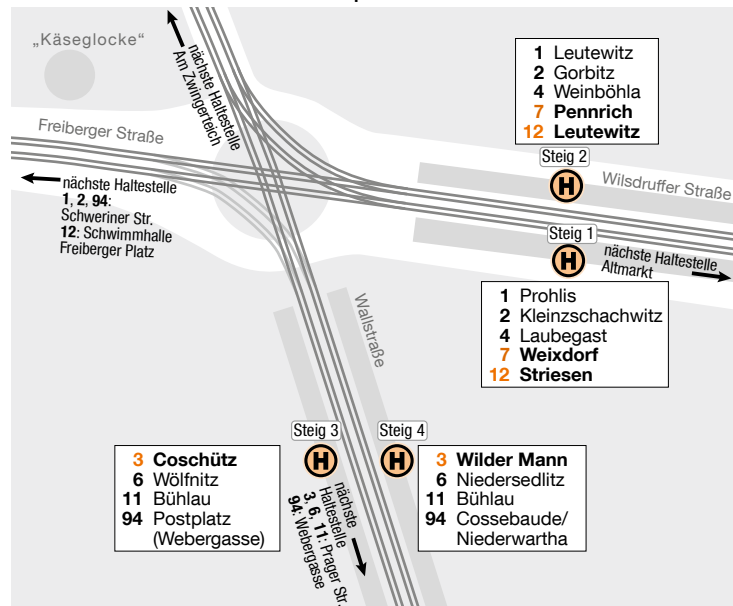 „Käseglocke“
nächste Haltestelle
Am Zwingerteich
1 Leutewitz
2 Gorbitz
4 Weinböhla
7 Pennrich
12 Leutewitz
Steig 2
H
Wilsdruffer Straße
Freiberger Straße
nächste Haltestelle
1, 2, 94:
Schweriner Str.
12: Schwimmhalle
Freiberger Platz
Steig 1
H
nächste Haltestelle
Altmarkt
1 Prohlis
2 Kleinzschachwitz
4 Laubegast
7 Weixdorf
12 Striesen
Wallstraße
Steig 3
H
3 Coschütz
6 Wölfnitz
11 Bühlau
94 Postplatz
(Webergasse)
Steig 4
H
3 Wilder Mann
6 Niedersedlitz
11 Bühlau
94 Cossebaude/
Niederwartha
nächste
Haltestelle
3, 6, 11: Prager Str.
94: Webergasse